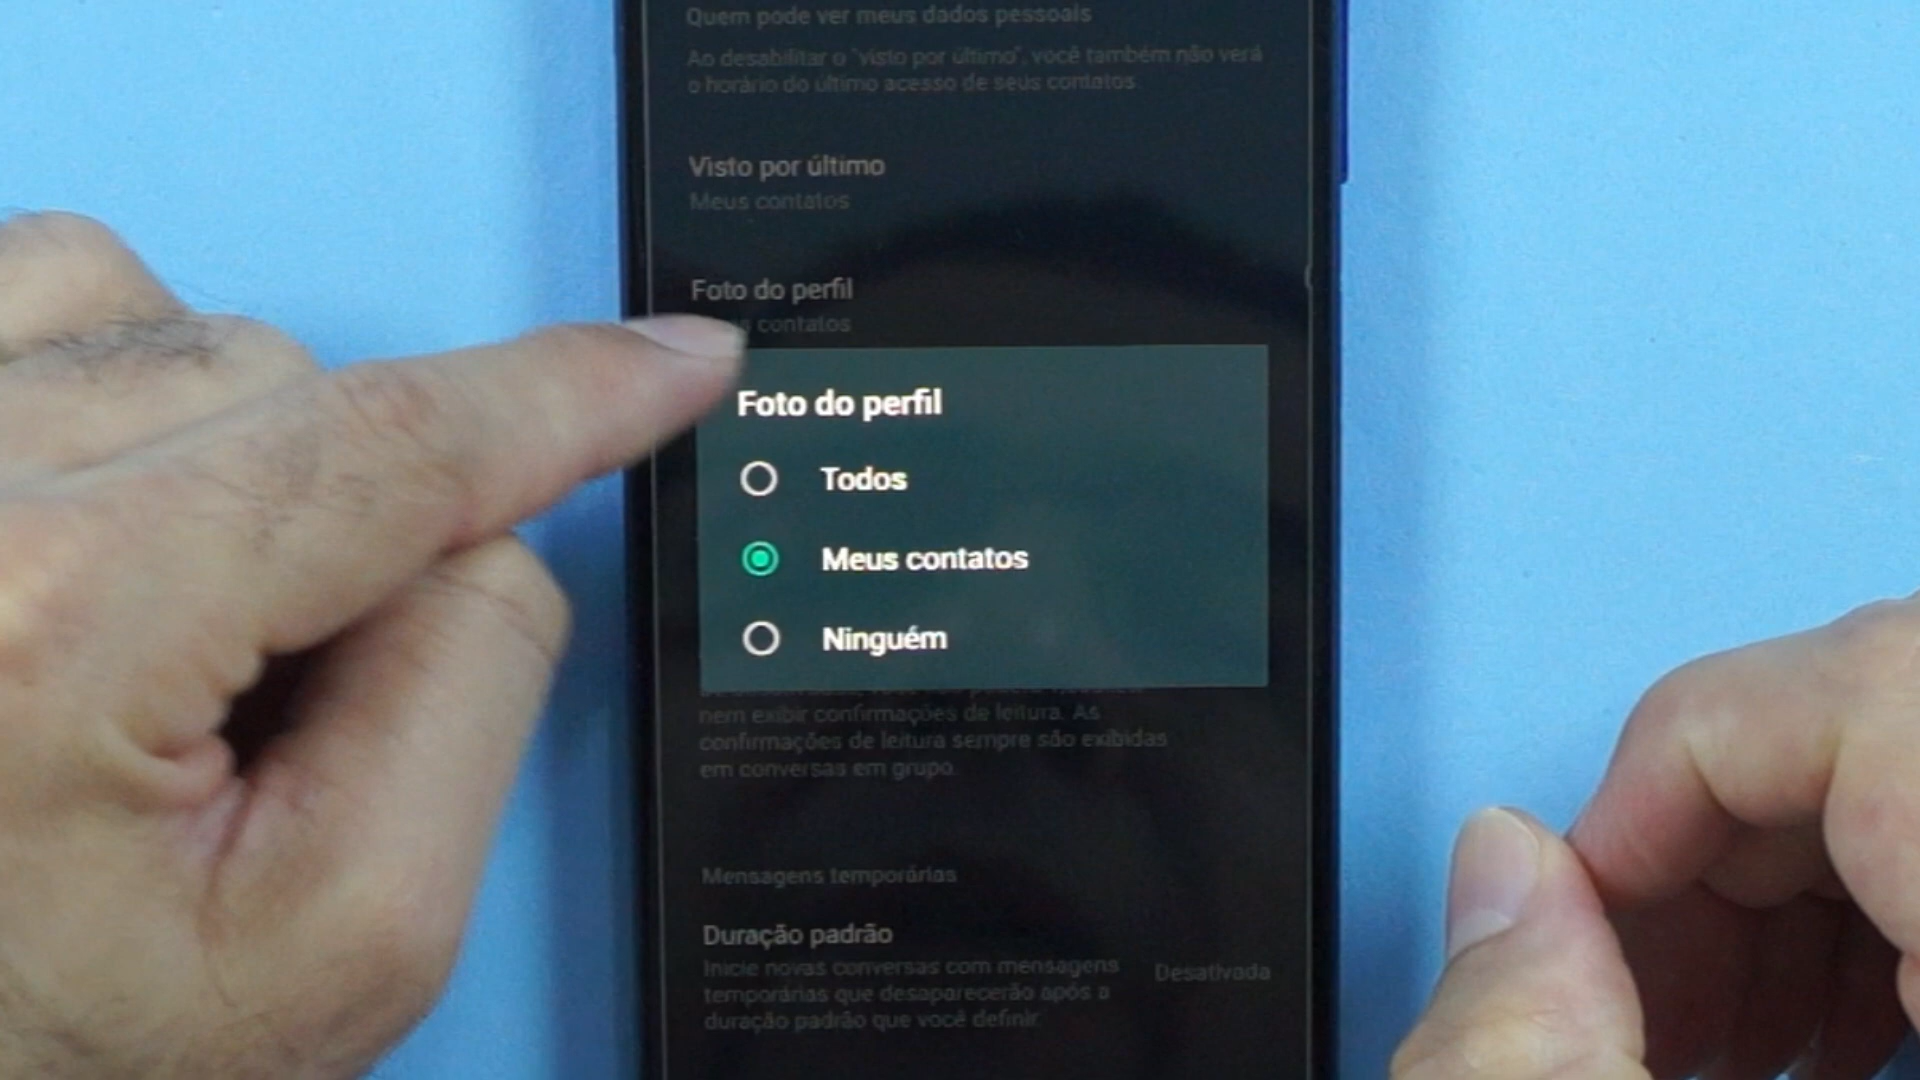 Quem pode ver meus dados pessoais
Ao desabilitar o "visto por último", você também não verá
o horário do último acesso de seus contatos.
Visto por último
Meus contatos
Foto do perfil
contatos
Foto do perfil
Todos
Meus contatos
Ninguém
nem exibir confirmações de leitura. As
confirmações de leitura sempre são exibidas
em conversas em grupo.
Mensagens temporárias
Duração padrão
Inicie novas conversas com mensagens
temporárias que desaparecerão após a
duração padrão que você definir.
Desativada